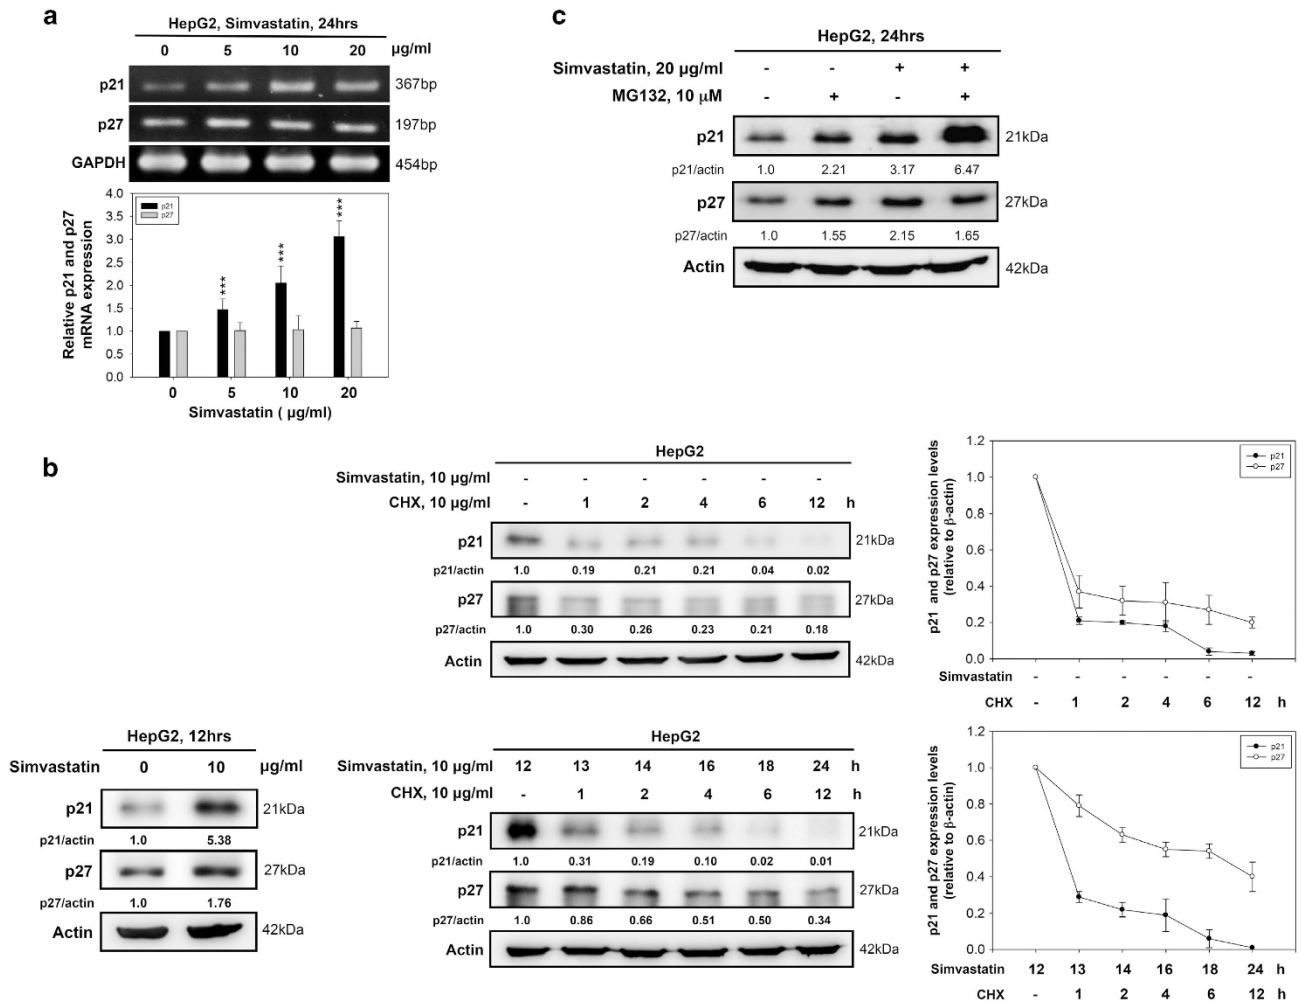 a
HepG2, Simvastatin, 24hrs
0 5 10 20 µg/ml
p21 367bp
p27 197bp
GAPDH 454bp
4.0
3.5
3.0
2.5
2.0
1.5
1.0
0.5
0.0
Relative p21 and p27
mRNA expression
p21
p27
*** *** ***
0 5 10 20
Simvastatin ( µg/ml)
c
HepG2, 24hrs
Simvastatin, 20 µg/ml - - + +
MG132, 10 µM - + - +
p21 21kDa
p21/actin 1.0 2.21 3.17 6.47
p27 27kDa
p27/actin 1.0 1.55 2.15 1.65
Actin 42kDa
b
HepG2, 12hrs
Simvastatin 0 10 µg/ml
p21 21kDa
p21/actin 1.0 5.38
p27 27kDa
p27/actin 1.0 1.76
Actin 42kDa
HepG2
Simvastatin, 10 µg/ml - - - - - -
CHX, 10 µg/ml - 1 2 4 6 12 h
p21 21kDa
p21/actin 1.0 0.19 0.21 0.21 0.04 0.02
p27 27kDa
p27/actin 1.0 0.30 0.26 0.23 0.21 0.18
Actin 42kDa
1.2
1.0
0.8
0.6
0.4
0.2
0.0
p21 and p27 expression levels
(relative to β-actin)
p21
p27
Simvastatin - - - - - -
CHX - 1 2 4 6 12 h
HepG2
Simvastatin, 10 µg/ml 12 13 14 16 18 24 h
CHX, 10 µg/ml - 1 2 4 6 12 h
p21 21kDa
p21/actin 1.0 0.31 0.19 0.10 0.02 0.01
p27 27kDa
p27/actin 1.0 0.86 0.66 0.51 0.50 0.34
Actin 42kDa
1.2
1.0
0.8
0.6
0.4
0.2
0.0
p21 and p27 expression levels
(relative to β-actin)
p21
p27
Simvastatin 12 13 14 16 18 24 h
CHX - 1 2 4 6 12 h